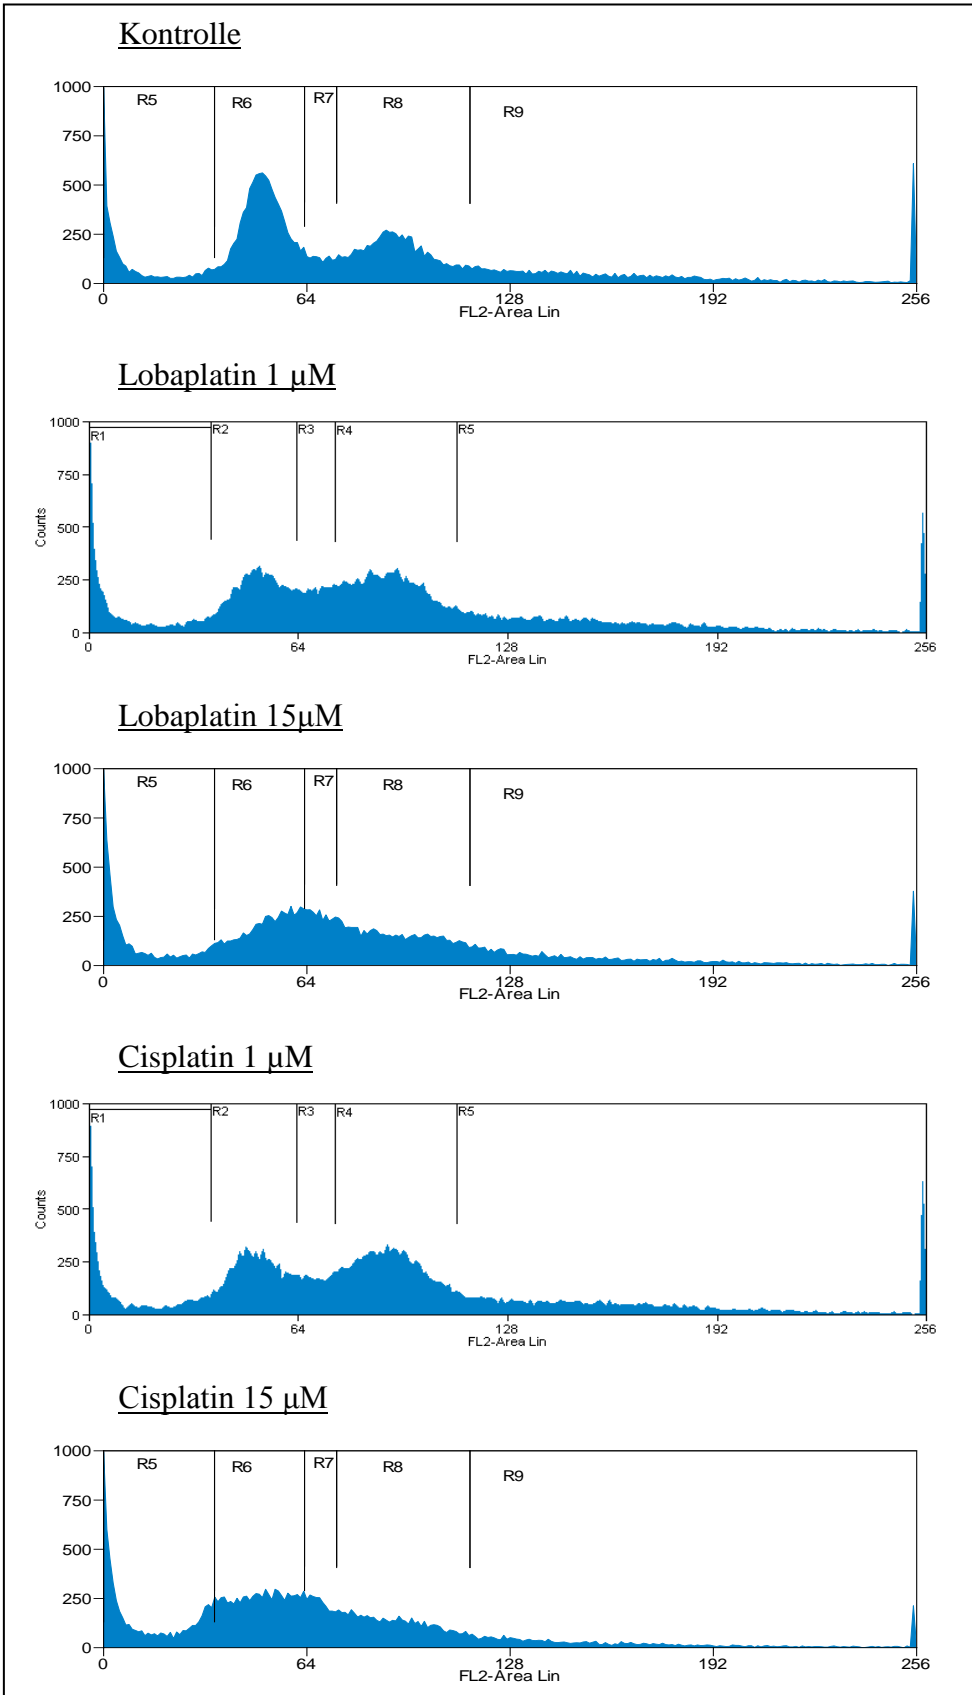 Kontrolle
1000
R5 R6 R7 R8 R9
750
500
250
0
0 64 128 192 256
FL2-Area Lin
Lobaplatin 1 µM
1000
R1 R2 R3 R4 R5
750
Counts
500
250
0
0 64 128 192 256
FL2-Area Lin
Lobaplatin 15µM
1000
R5 R6 R7 R8 R9
750
500
250
0
0 64 128 192 256
FL2-Area Lin
Cisplatin 1 µM
1000
R1 R2 R3 R4 R5
750
Counts
500
250
0
0 64 128 192 256
FL2-Area Lin
Cisplatin 15 µM
1000
R5 R6 R7 R8 R9
750
500
250
0
0 64 128 192 256
FL2-Area Lin